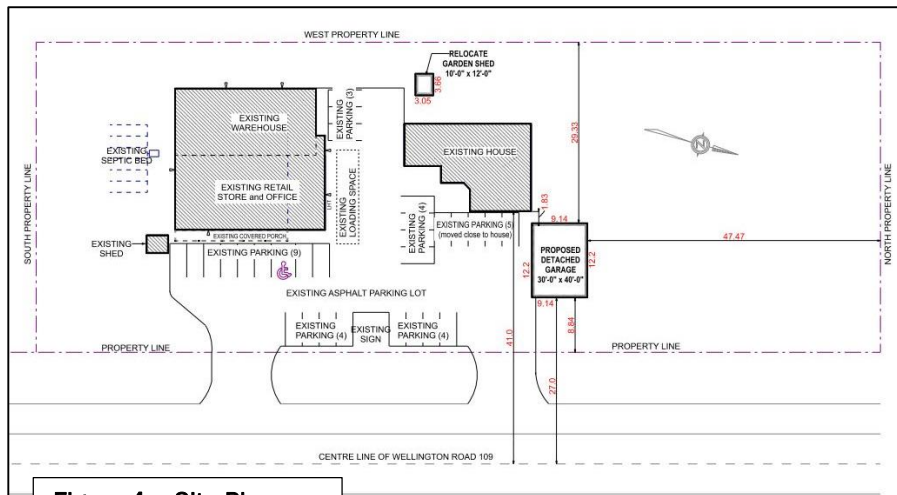 WEST PROPERTY LINE
RELOCATE
GARDEN SHED
10'-0" x 12'-0"
3.66
3.05
EXISTING
WAREHOUSE
EXISTING
PARKING (3)
EXISTING
SEPTIC BED
EXISTING RETAIL
STORE and OFFICE
LHT
EXISTING
LOADING SPACE
EXISTING HOUSE
N
29.33
1.83
SOUTH PROPERTY LINE
NORTH PROPERTY LINE
EXISTING
SHED
EXISTING COVERED PORCH
EXISTING PARKING (9)
EXISTING
PARKING (4)
EXISTING PARKING (5)
(moved close to house)
9.14
12.2
PROPOSED
DETACHED
GARAGE
30'-0" x 40'-0"
12.2
9.14
47.47
EXISTING ASPHALT PARKING LOT
EXISTING
PARKING (4)
EXISTING
SIGN
EXISTING
PARKING (4)
41.0
8.84
27.0
PROPERTY LINE
PROPERTY LINE
CENTRE LINE OF WELLINGTON ROAD 109